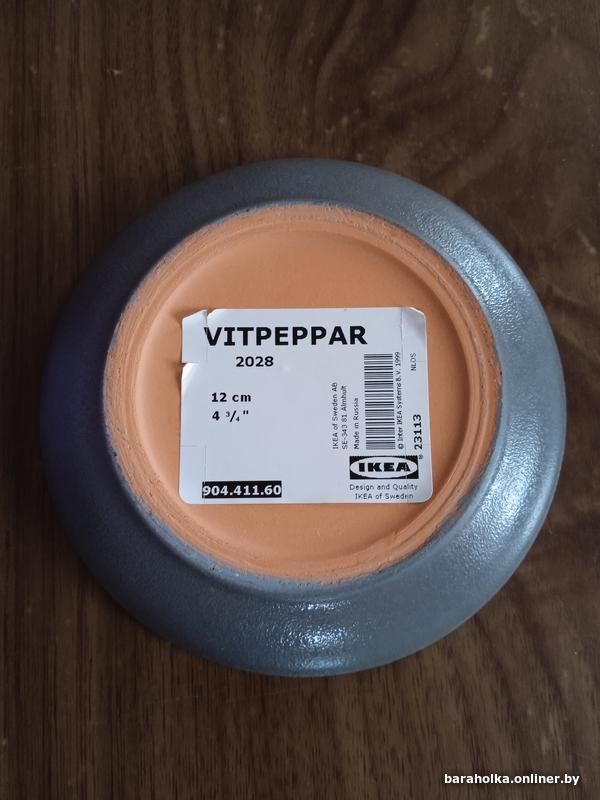 VITPEPPAR
2028
12 cm
4 3/4"
904.411.60
IKEA of Sweden AB
SE-343 81 Älmhult
Made in Russia
© Inter IKEA Systems B.V. 1999
23113
NLOS
IKEA®
Design and Quality
IKEA of Sweden
baraholka.onliner.by